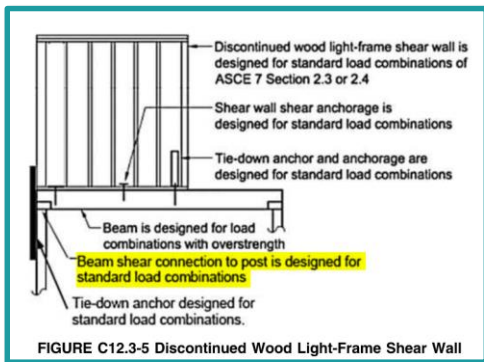 Discontinued wood light-frame shear wall is
designed for standard load combinations of
ASCE 7 Section 2.3 or 2.4
Shear wall shear anchorage is
designed for standard load combinations
Tie-down anchor and anchorage are
designed for standard load combinations
Beam is designed for load
combinations with overstrength
Beam shear connection to post is designed for
standard load combinations
Tie-down anchor designed for
standard load combinations.
FIGURE C12.3-5 Discontinued Wood Light-Frame Shear Wall